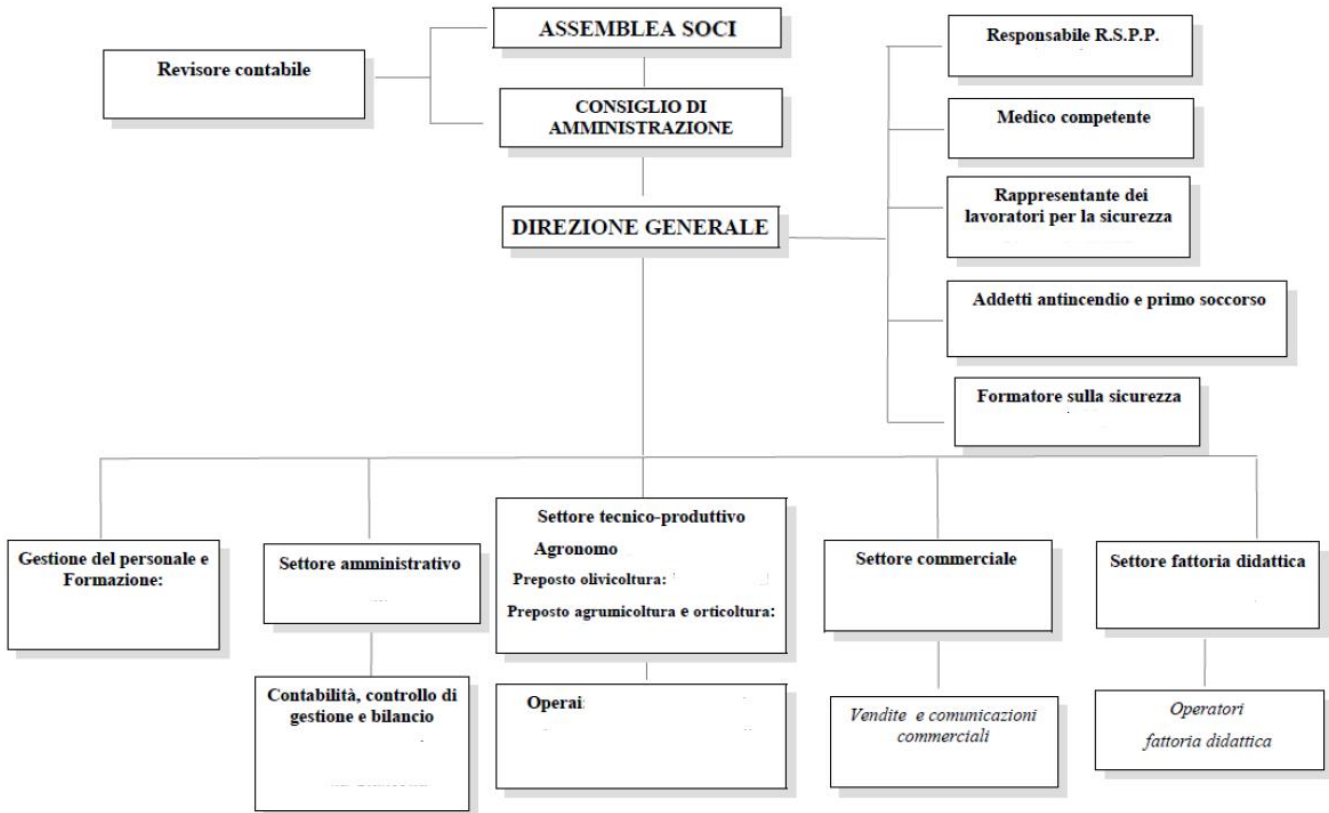 ASSEMBLEA SOCI
Revisore contabile
CONSIGLIO DI
AMMINISTRAZIONE
DIREZIONE GENERALE
Responsabile R.S.P.P.
Medico competente
Rappresentante dei
lavoratori per la sicurezza
Addetti antincendio e primo soccorso
Formatore sulla sicurezza
Gestione del personale e
Formazione:
Settore amministrativo
Contabilità, controllo di
gestione e bilancio
Settore tecnico-produttivo
Agronomo
Preposto olivicoltura:
Preposto agrumicoltura e orticoltura:
Operai:
Settore commerciale
Vendite e comunicazioni
commerciali
Settore fattoria didattica
Operatori
fattoria didattica